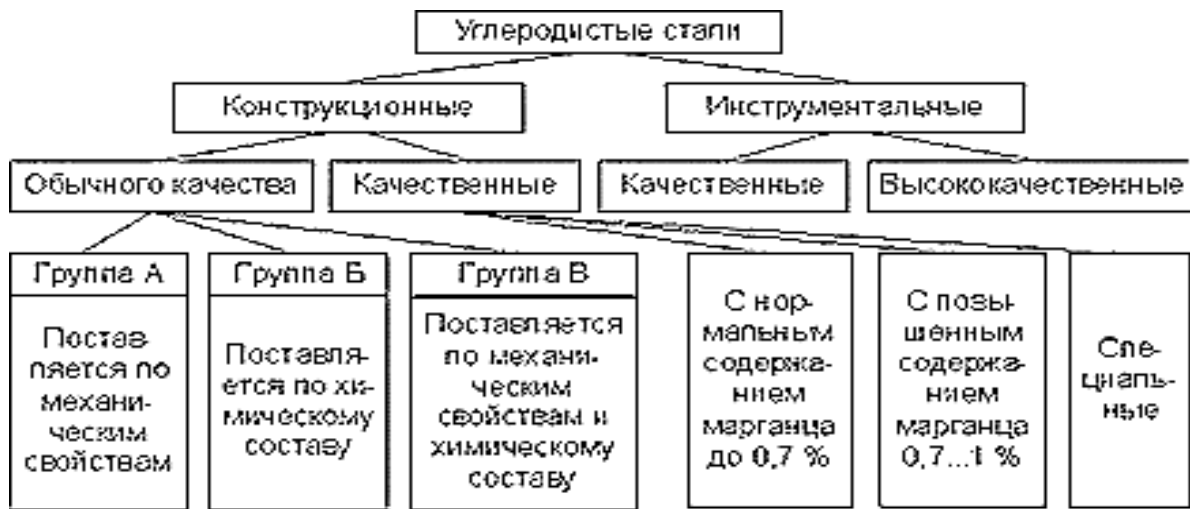 Углеродистые стали
Конструкционные
Инструментальные
Обычного качества
Качественные
Качественные
Высококачественные
Группа А
Постав-
ляется по
механи-
ческим
свойствам
Группа Б
Поставля-
ется по хи-
мическому
составу
Группа В
Поставляется
по механи-
ческим
свойствам и
химическому
составу
С нор-
мальным
содержа-
нием
марганца
до 0,7 %
С повы-
шенным
содержа-
нием
марганца
0,7...1 %
Спе-
циаль-
ные